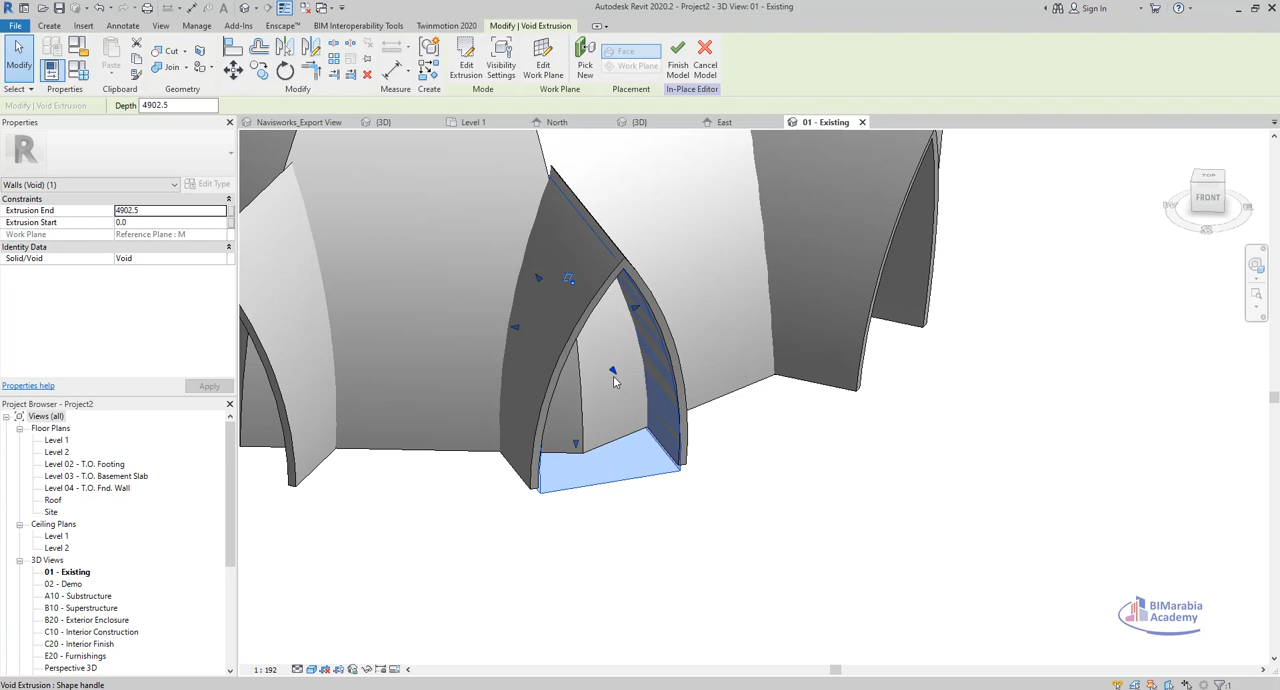 Autodesk Revit 2020.2 - Project2 - 3D View: 01 - Existing
Sign In
File Create Insert Annotate View Manage Add-Ins Enscape™ BIM Interoperability Tools Twinmotion 2020 Modify | Void Extrusion
Modify
Select
Properties
Paste
Clipboard
Cut
Join
Geometry
Modify
Measure
Create
Edit Extrusion
Visibility Settings
Mode
Edit Work Plane
Work Plane
Pick New
Face
Work Plane
Placement
Finish Model
Cancel Model
In-Place Editor
Modify | Void Extrusion Depth 4902.5
Properties
Navisworks_Export View {3D} Level 1 North {3D} East 01 - Existing
Walls (Void) (1) Edit Type
Constraints
Extrusion End 4902.5
Extrusion Start 0.0
Work Plane Reference Plane : M
Identity Data
Solid/Void Void
TOP
FRONT
Properties help Apply
Project Browser - Project2
Views (all)
Floor Plans
Level 1
Level 2
Level 02 - T.O. Footing
Level 03 - T.O. Basement Slab
Level 04 - T.O. Fnd. Wall
Roof
Site
Ceiling Plans
Level 1
Level 2
3D Views
01 - Existing
02 - Demo
A10 - Substructure
B10 - Superstructure
B20 - Exterior Enclosure
C10 - Interior Construction
C20 - Interior Finish
E20 - Furnishings
Perspective 3D
BIMarabia
Academy
1 : 192
Void Extrusion : Shape handle
:1